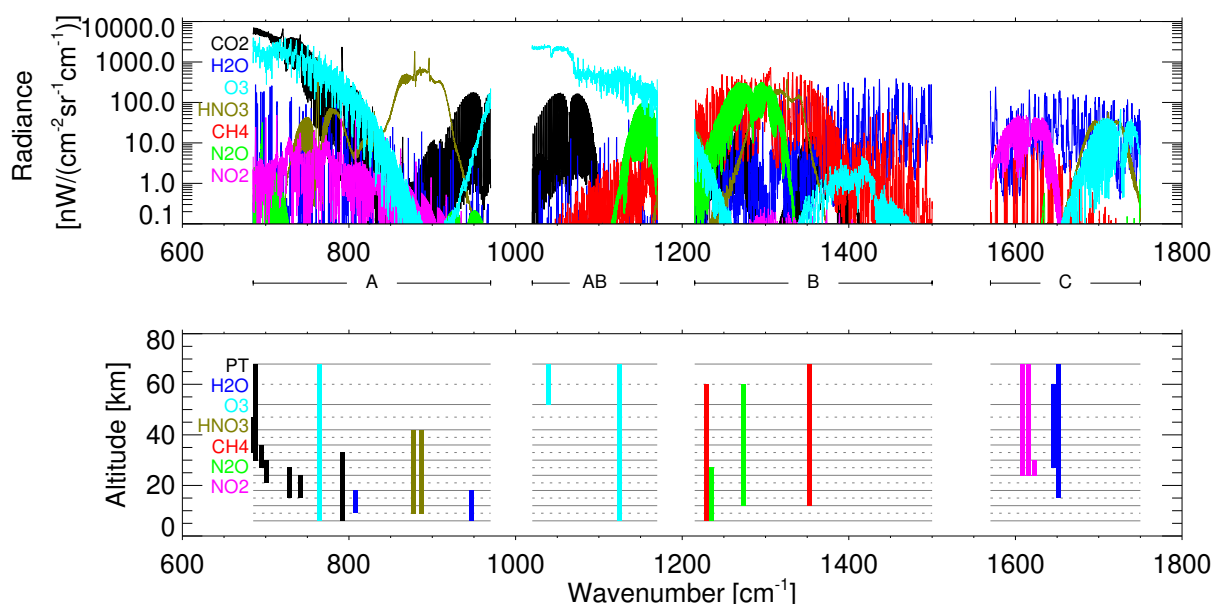 Radiance
[nW/(cm⁻²sr⁻¹cm⁻¹)]
10000.0
1000.0
100.0
10.0
1.0
0.1
CO2
H2O
O3
HNO3
CH4
N2O
NO2
600 800 1000 1200 1400 1600 1800
A AB B C
Altitude [km]
80
60
40
20
0
PT
H2O
O3
HNO3
CH4
N2O
NO2
600 800 1000 1200 1400 1600 1800
Wavenumber [cm⁻¹]